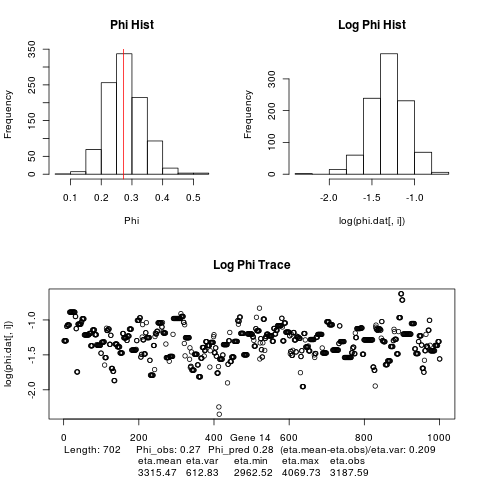 Phi Hist
Log Phi Hist
Frequency
0 50 150 250 350
0.1 0.2 0.3 0.4 0.5
Phi
Frequency
0 100 200 300
-2.0 -1.5 -1.0
log(phi.dat[, i])
Log Phi Trace
log(phi.dat[, i])
-2.0 -1.5 -1.0
0 200 400 600 800 1000
Gene 14
Length: 702 Phi_obs: 0.27 Phi_pred 0.28 (eta.mean-eta.obs)/eta.var: 0.209
eta.mean eta.var eta.min eta.max eta.obs
3315.47 612.83 2962.52 4069.73 3187.59